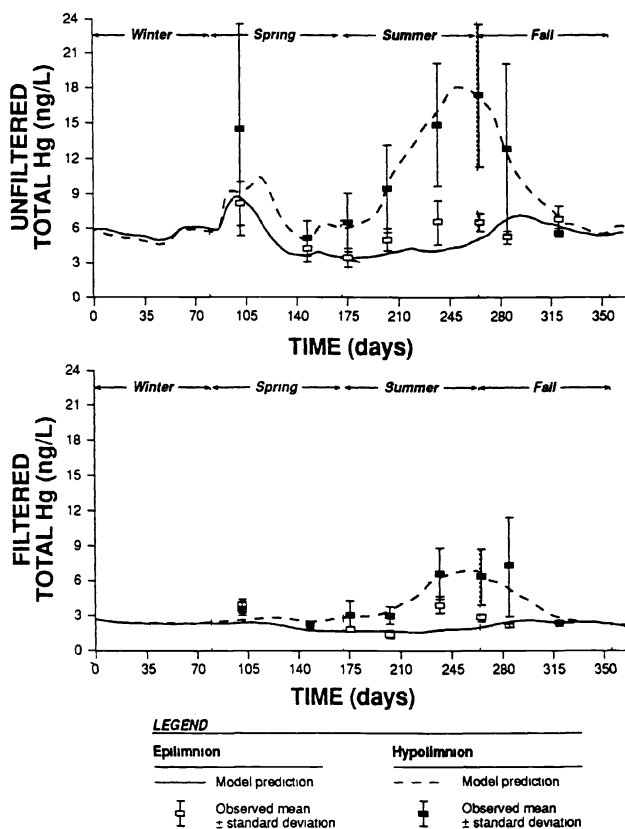 24
21
18
15
12
9
6
3
0
UNFILTERED
TOTAL Hg (ng/L)
Winter Spring Summer Fall
0 35 70 105 140 175 210 245 280 315 350
TIME (days)
24
21
18
15
12
9
6
3
0
FILTERED
TOTAL Hg (ng/L)
Winter Spring Summer Fall
0 35 70 105 140 175 210 245 280 315 350
TIME (days)
LEGEND
Epilimnion Hypolimnion
Model prediction Model prediction
Observed mean Observed mean
± standard deviation ± standard deviation